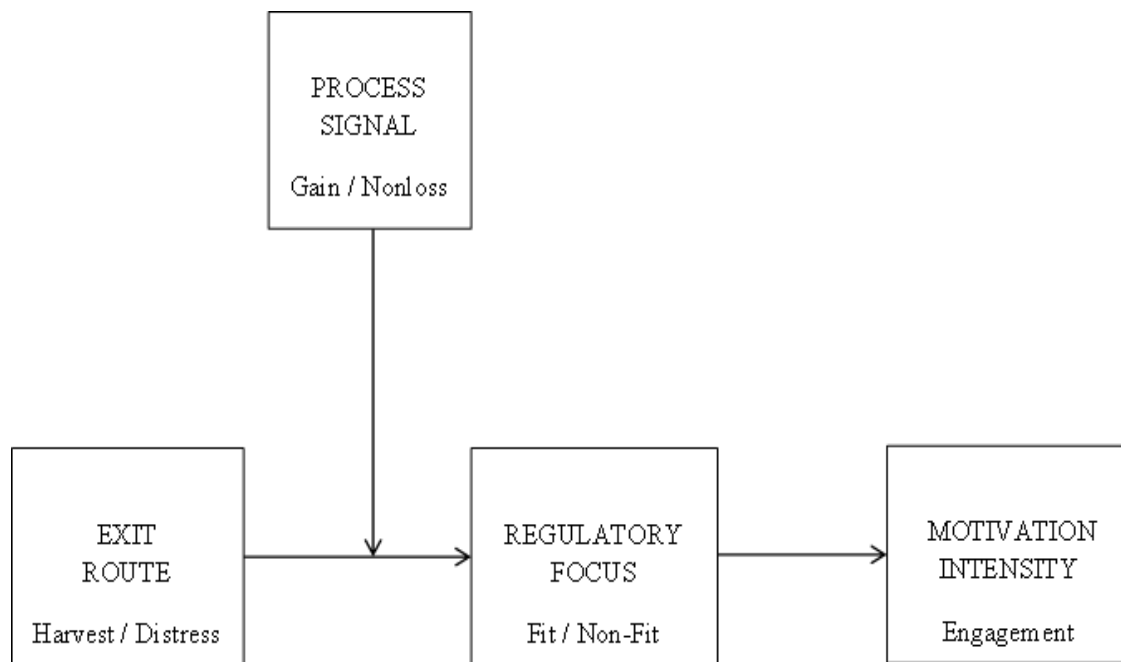 PROCESS
SIGNAL
Gain / Nonloss
EXIT
ROUTE
Harvest / Distress
REGULATORY
FOCUS
Fit / Non-Fit
MOTIVATION
INTENSITY
Engagement